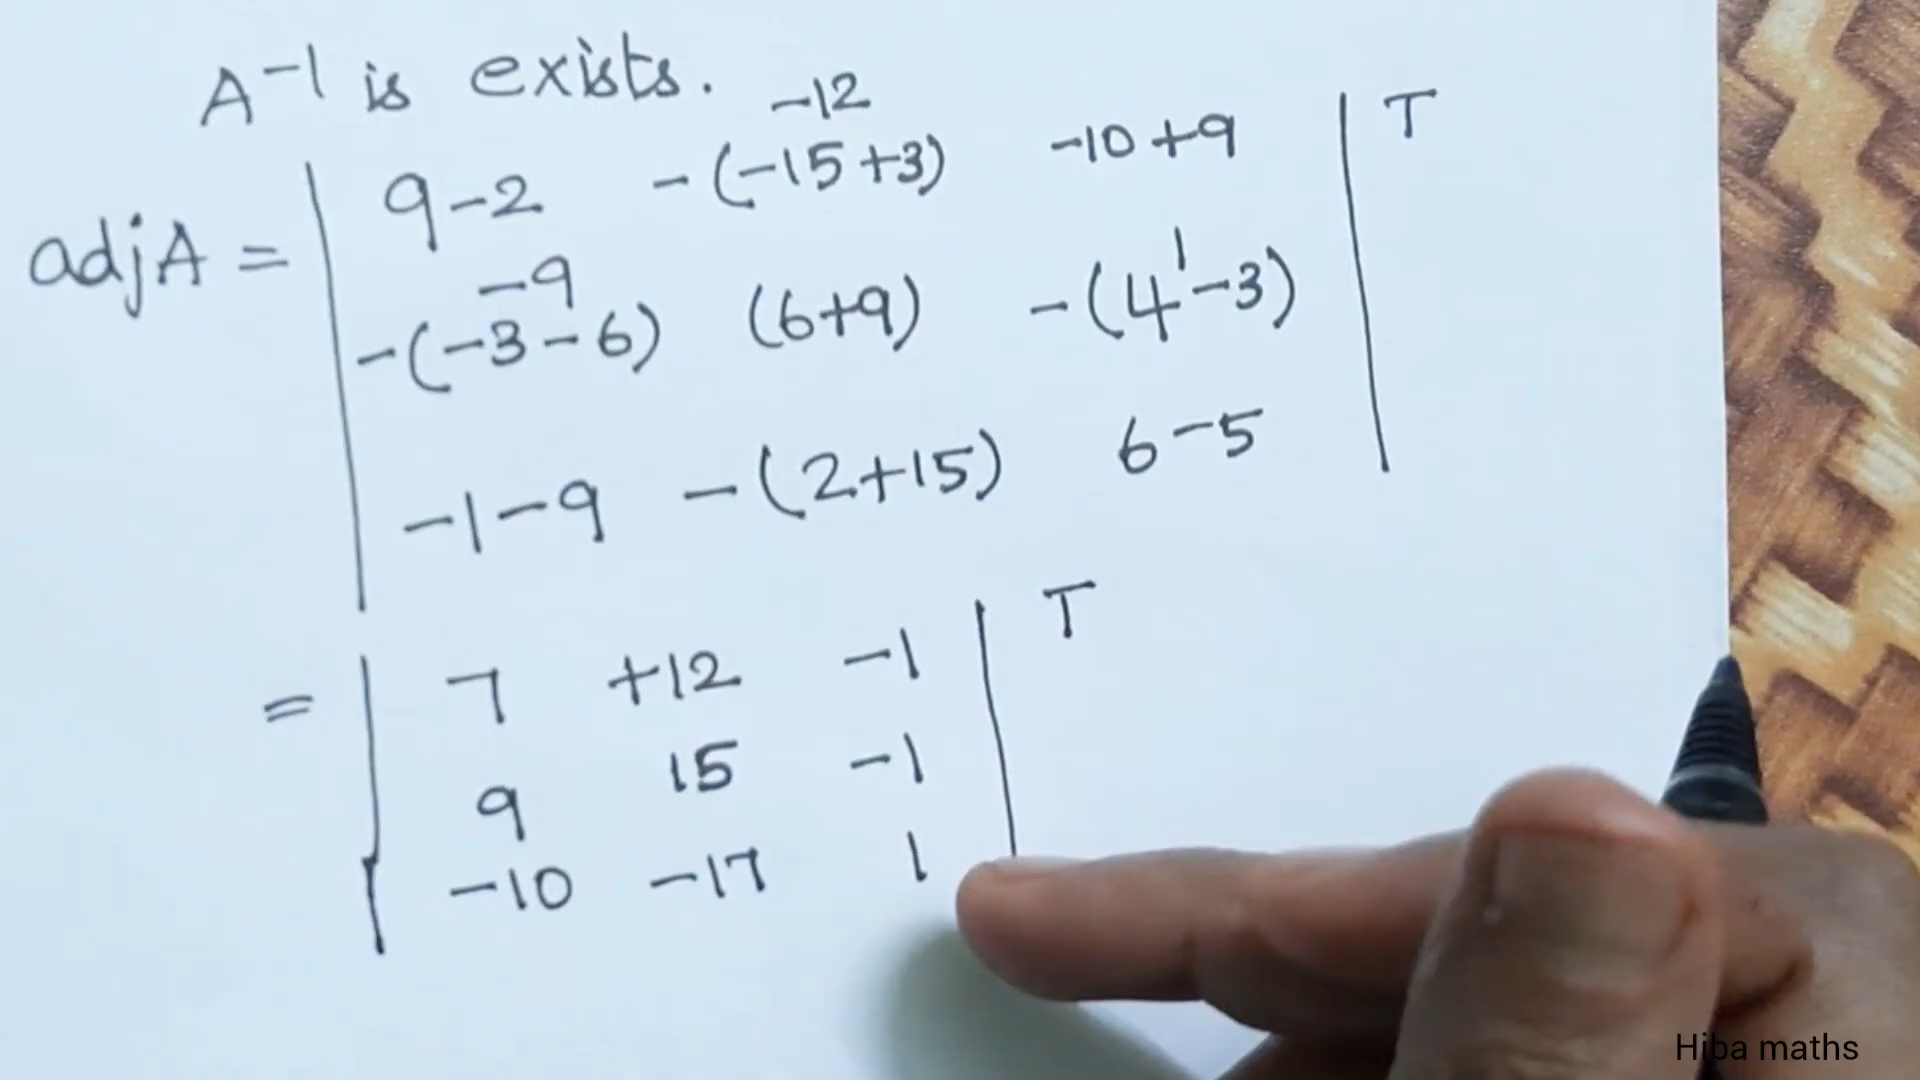 A⁻¹ is exists.
-12
9-2 -(-15+3) -10+9 T
adjA =
-9 1
-(-3-6) (6+9) -(4-3)
-1-9 -(2+15) 6-5
= 7 +12 -1 T
9 15 -1
-10 -17 1
Hiba maths